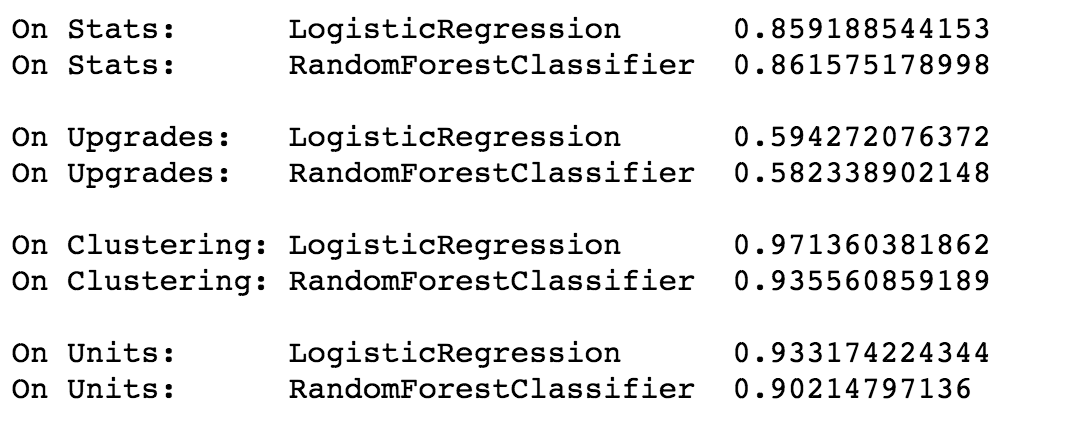 On Stats:      LogisticRegression      0.859188544153
On Stats:      RandomForestClassifier  0.861575178998
On Upgrades:   LogisticRegression      0.594272076372
On Upgrades:   RandomForestClassifier  0.582338902148
On Clustering: LogisticRegression      0.971360381862
On Clustering: RandomForestClassifier  0.935560859189
On Units:      LogisticRegression      0.933174224344
On Units:      RandomForestClassifier  0.90214797136